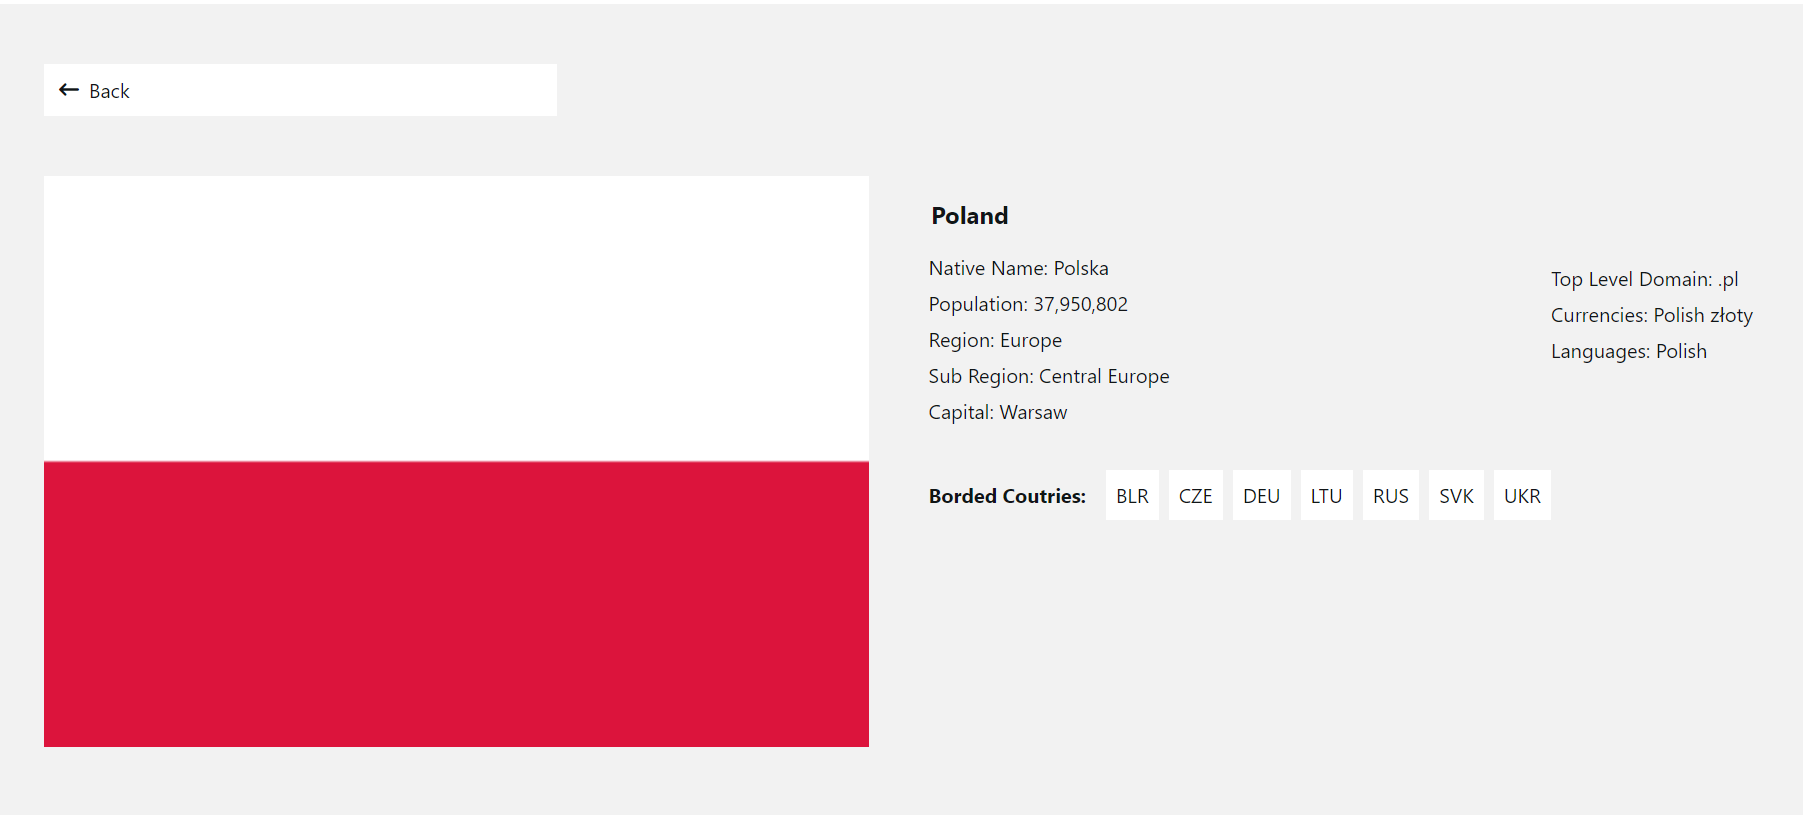 ← Back
Poland
Native Name: Polska
Population: 37,950,802
Region: Europe
Sub Region: Central Europe
Capital: Warsaw
Top Level Domain: .pl
Currencies: Polish złoty
Languages: Polish
Borded Coutries: BLR CZE DEU LTU RUS SVK UKR